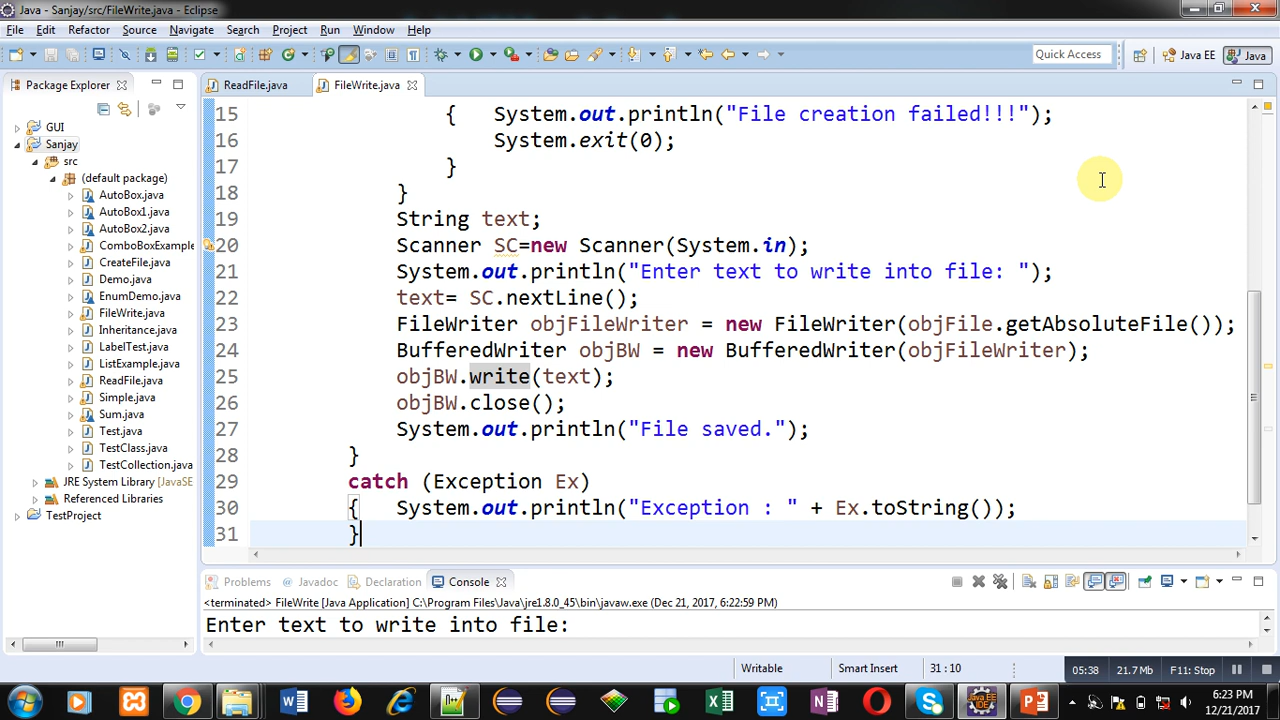 Java - Sanjay/src/FileWrite.java - Eclipse
File Edit Refactor Source Navigate Search Project Run Window Help
Quick Access Java EE Java
Package Explorer ReadFile.java FileWrite.java
GUI
Sanjay
src
(default package)
AutoBox.java
AutoBox1.java
AutoBox2.java
ComboBoxExample
CreateFile.java
Demo.java
EnumDemo.java
FileWrite.java
Inheritance.java
LabelTest.java
ListExample.java
ReadFile.java
Simple.java
Sum.java
Test.java
TestClass.java
TestCollection.java
JRE System Library [JavaSE
Referenced Libraries
TestProject
15 { System.out.println("File creation failed!!!");
16 System.exit(0);
17 }
18 }
19 String text;
20 Scanner SC=new Scanner(System.in);
21 System.out.println("Enter text to write into file: ");
22 text= SC.nextLine();
23 FileWriter objFileWriter = new FileWriter(objFile.getAbsoluteFile());
24 BufferedWriter objBW = new BufferedWriter(objFileWriter);
25 objBW.write(text);
26 objBW.close();
27 System.out.println("File saved.");
28 }
29 catch (Exception Ex)
30 { System.out.println("Exception : " + Ex.toString());
31 }
Problems Javadoc Declaration Console
<terminated> FileWrite [Java Application] C:\Program Files\Java\jre1.8.0_45\bin\javaw.exe (Dec 21, 2017, 6:22:59 PM)
Enter text to write into file:
Writable Smart Insert 31 : 10 05:38 21.7 MB F11: Stop
6:23 PM
12/21/2017